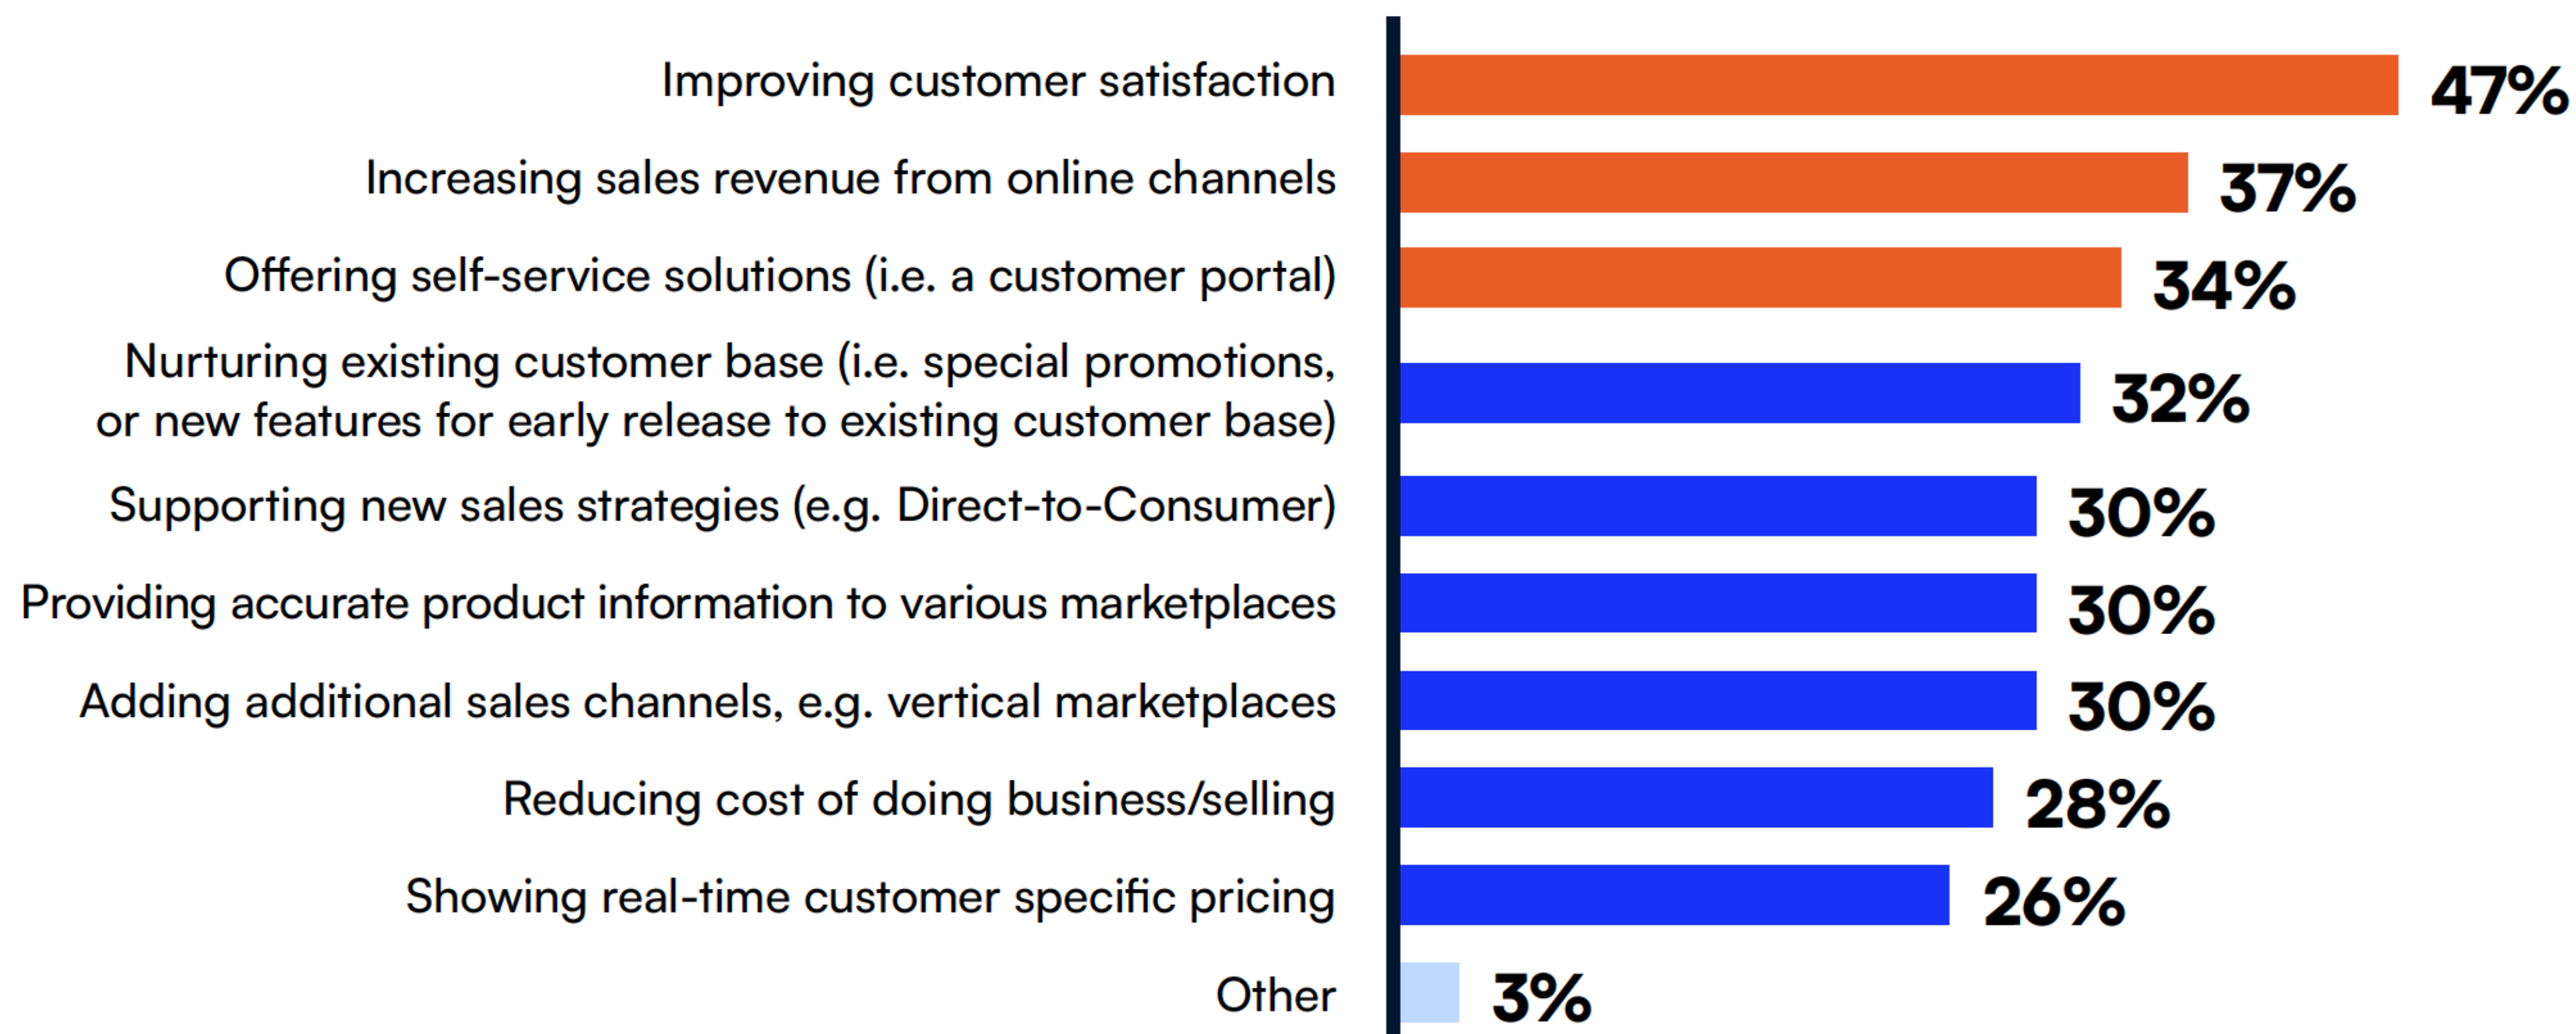 Improving customer satisfaction 47%
Increasing sales revenue from online channels 37%
Offering self-service solutions (i.e. a customer portal) 34%
Nurturing existing customer base (i.e. special promotions,
or new features for early release to existing customer base) 32%
Supporting new sales strategies (e.g. Direct-to-Consumer) 30%
Providing accurate product information to various marketplaces 30%
Adding additional sales channels, e.g. vertical marketplaces 30%
Reducing cost of doing business/selling 28%
Showing real-time customer specific pricing 26%
Other 3%